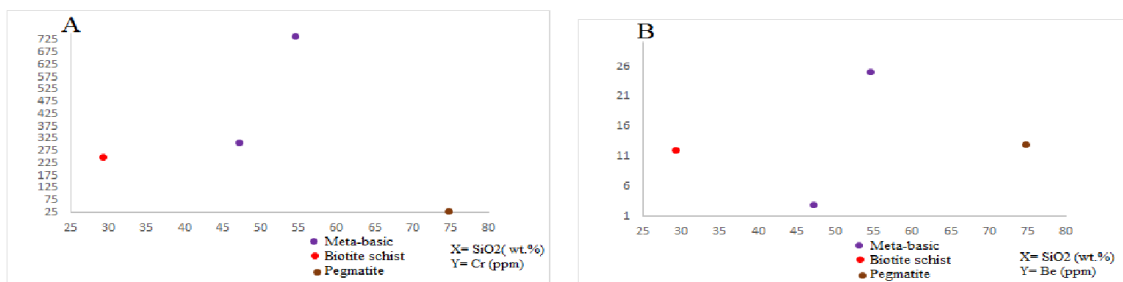 A
725
675
625
575
525
475
425
375
325
275
225
175
125
75
25
25 30 35 40 45 50 55 60 65 70 75 80
Meta-basic
Biotite schist
Pegmatite
X= SiO2( wt.%)
Y= Cr (ppm)
B
26
21
16
11
6
1
25 30 35 40 45 50 55 60 65 70 75 80
Meta-basic
Biotite schist
Pegmatite
X= SiO2 (wt.%)
Y= Be (ppm)